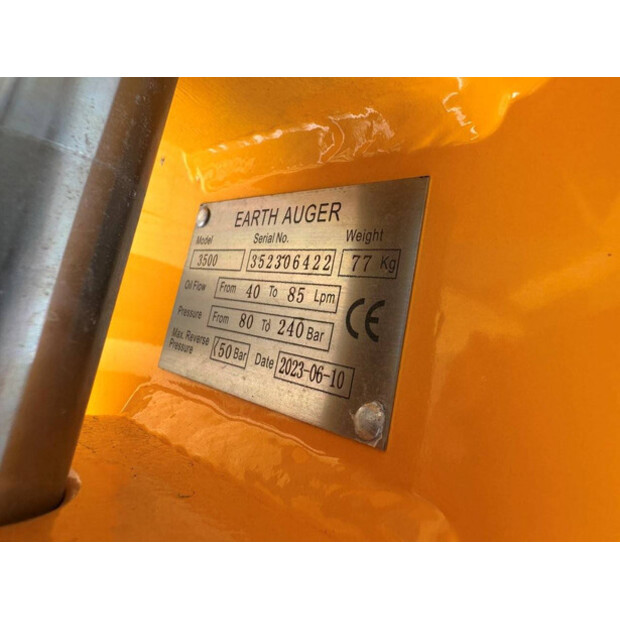 EARTH AUGER
Model Serial No. Weight
3500 352306422 77 Kg
Oil Flow From 40 To 85 Lpm
Pressure From 80 To 240 Bar CE
Max. Reverse Pressure (50 Bar Date 2023-06-10